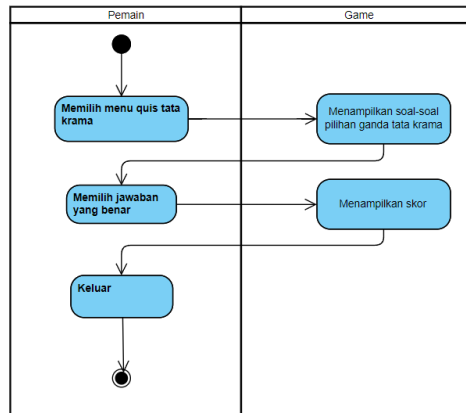 Pemain
Game
Memilih menu quis tata
krama
Menampilkan soal-soal
pilihan ganda tata krama
Memilih jawaban
yang benar
Menampilkan skor
Keluar